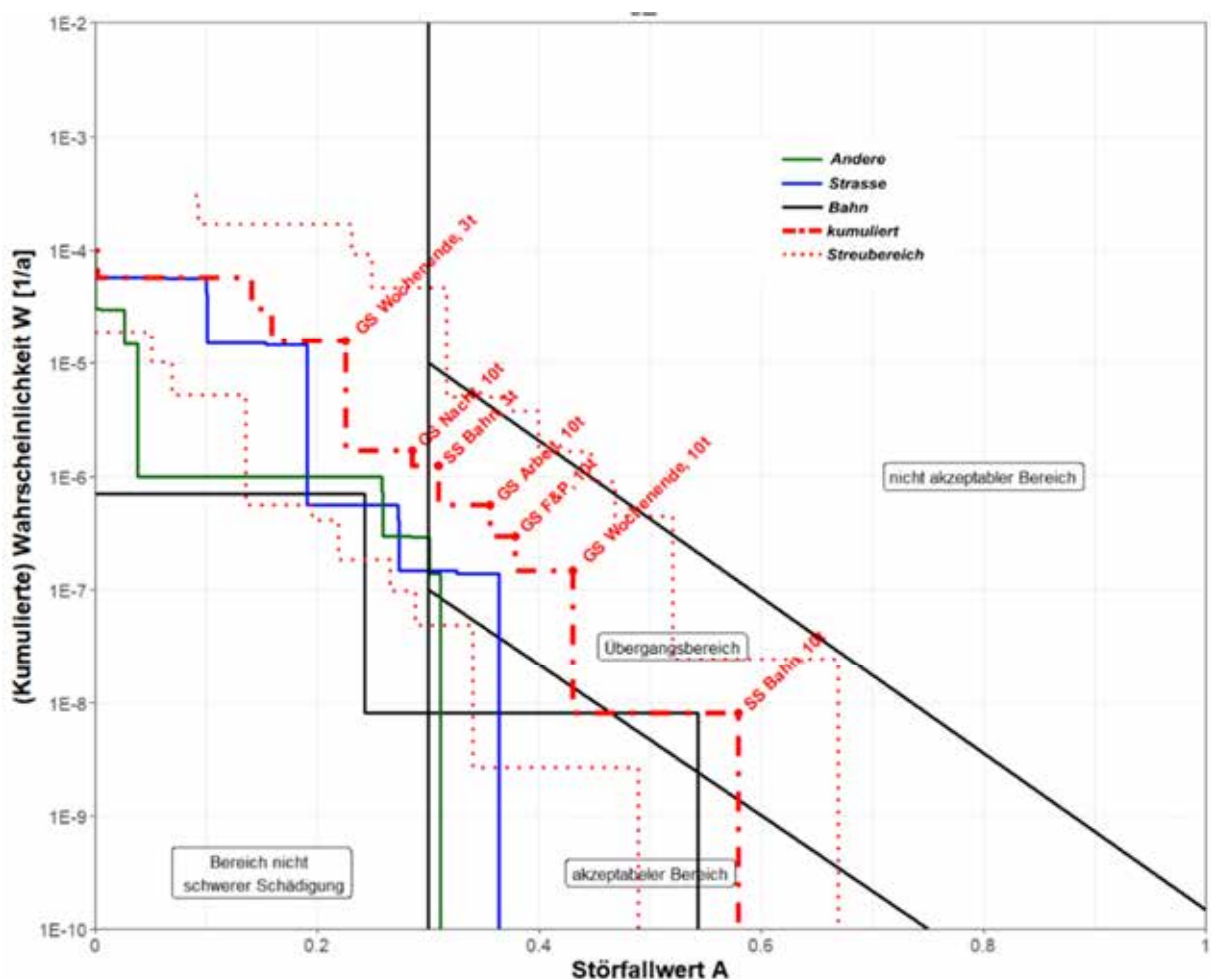 1E-2
1E-3
1E-4
1E-5
1E-6
1E-7
1E-8
1E-9
1E-10
(Kumulierte) Wahrscheinlichkeit W [1/a]
Andere
Strasse
Bahn
kumuliert
Streubereich
GS Wochenende, 3t
GS Nacht, 10t
SS Bahn, 3t
GS Arbeit, 10t
GS F&P, 10t
GS Wochenende, 10t
SS Bahn, 10t
nicht akzeptabler Bereich
Übergangsbereich
Bereich nicht
schwerer Schädigung
akzeptabeler Bereich
0
0.2
0.4
0.6
0.8
1
Störfallwert A